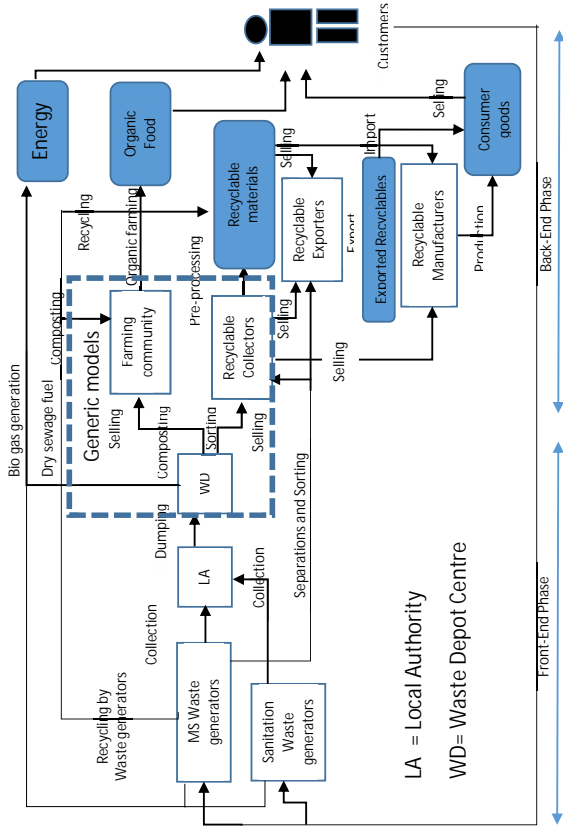 Bio gas generation
Dry sewage fuel
Composting
Recycling
Energy
Organic
Food
Organic farming
Generic models
Farming
community
Selling
Composting
Sorting
Selling
Pre-processing
Recyclable
materials
Recyclable
Collectors
Selling
Selling
Recyclable
Exporters
Export
Import
Exported Recyclables
Recyclable
Manufacturers
Production
Selling
Selling
Consumer
goods
Customers
Recycling by
Waste generators
Collection
Dumping
WD
LA
Collection
MS Waste
generators
Sanitation
Waste
generators
Separations and Sorting
LA = Local Authority
WD= Waste Depot Centre
Front-End Phase
Back-End Phase